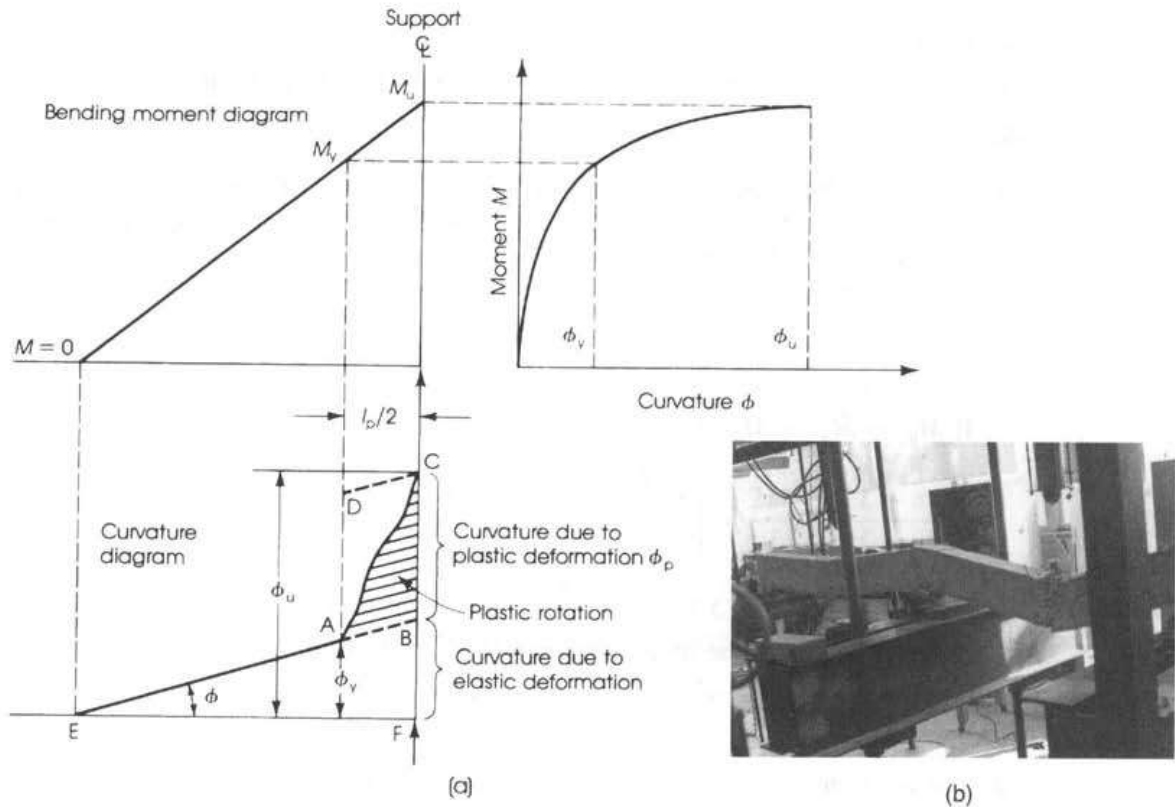 Support
℄
Bending moment diagram
Mu
My
M = 0
Moment M
ϕy
ϕu
Curvature ϕ
lp/2
C
D
Curvature
diagram
ϕu
Curvature due to
plastic deformation ϕp
Plastic rotation
A
B
ϕy
Curvature due to
elastic deformation
ϕ
E
F
(a)
(b)